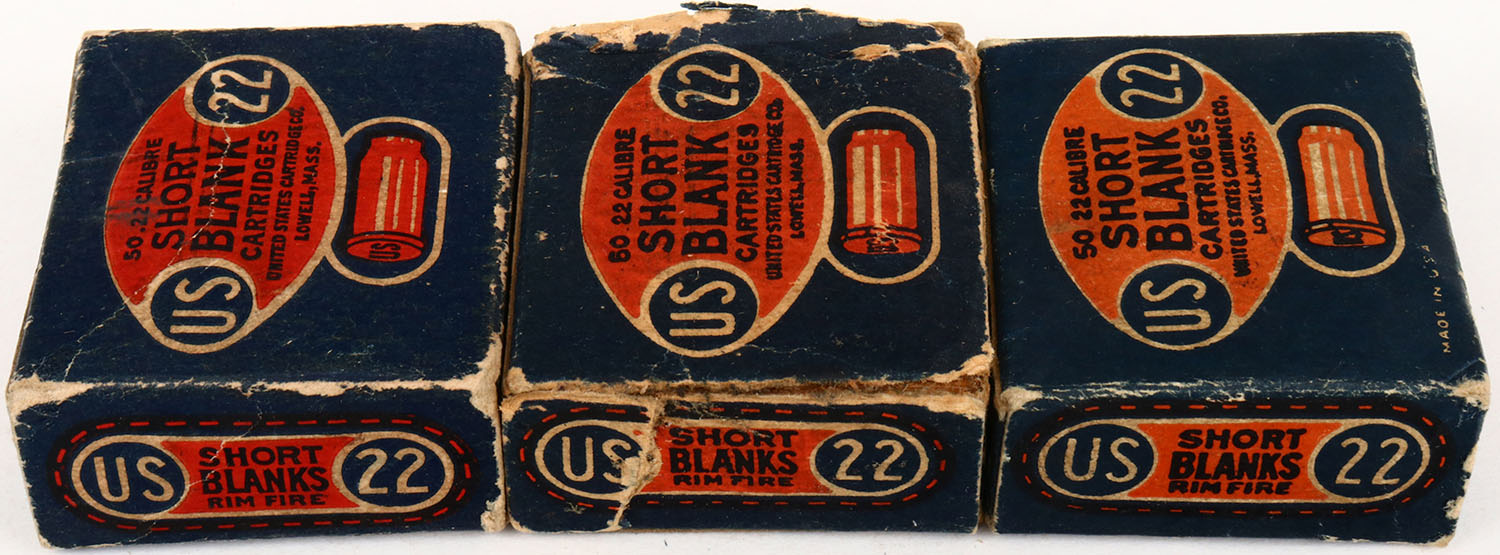 US 22
50 .22 CALIBRE
SHORT
BLANK
CARTRIDGES
UNITED STATES CARTRIDGE CO.
LOWELL, MASS.
US
US SHORT 22
BLANKS
RIM FIRE
US 22
50 .22 CALIBRE
SHORT
BLANK
CARTRIDGES
UNITED STATES CARTRIDGE CO.
LOWELL, MASS.
US
US SHORT 22
BLANKS
RIM FIRE
US 22
50 .22 CALIBRE
SHORT
BLANK
CARTRIDGES
UNITED STATES CARTRIDGE CO.
LOWELL, MASS.
US
MADE IN U.S.A.
US SHORT 22
BLANKS
RIM FIRE